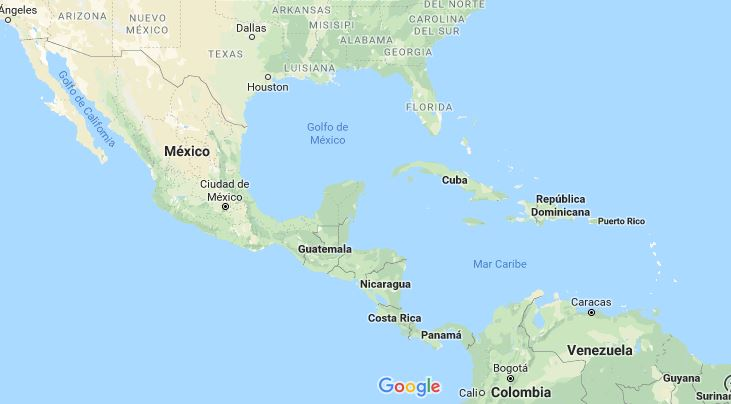 Ángeles
ARIZONA
NUEVO
MÉXICO
Dallas
TEXAS
Houston
ARKANSAS
MISISIPI
LUISIANA
ALABAMA
GEORGIA
DEL NORTE
CAROLINA
DEL SUR
FLORIDA
Golfo de California
Golfo de
México
México
Ciudad de
México
Cuba
República
Dominicana
Puerto Rico
Guatemala
Nicaragua
Mar Caribe
Costa Rica
Panamá
Caracas
Venezuela
Bogotá
Colombia
Cali
Guyana
Surinar
Google